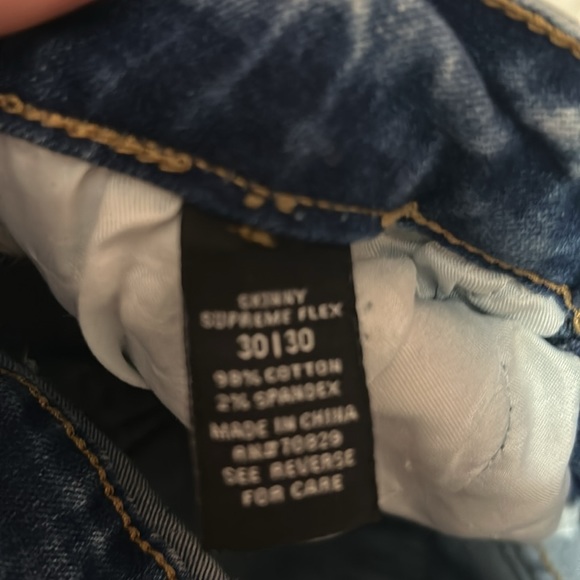 SKINNY
SUPREME FLEX
30|30
98% COTTON
2% SPANDEX
MADE IN CHINA
RN# 70829
SEE REVERSE
FOR CARE